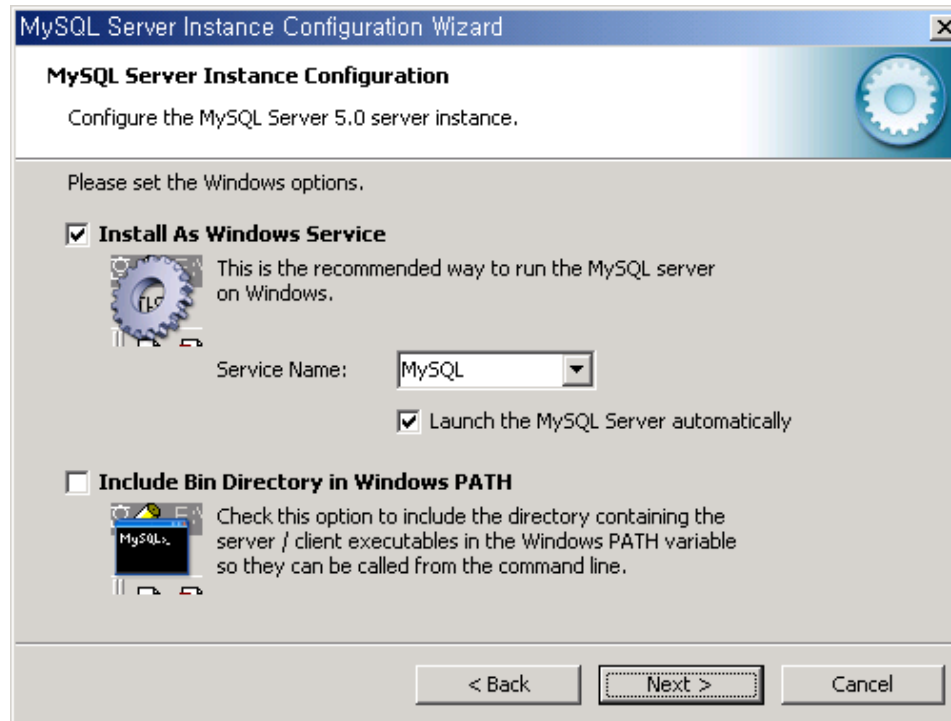 MySQL Server Instance Configuration Wizard
MySQL Server Instance Configuration
Configure the MySQL Server 5.0 server instance.
Please set the Windows options.
Install As Windows Service
This is the recommended way to run the MySQL server
on Windows.
Service Name: MySQL
Launch the MySQL Server automatically
Include Bin Directory in Windows PATH
Check this option to include the directory containing the
server / client executables in the Windows PATH variable
so they can be called from the command line.
< Back Next > Cancel